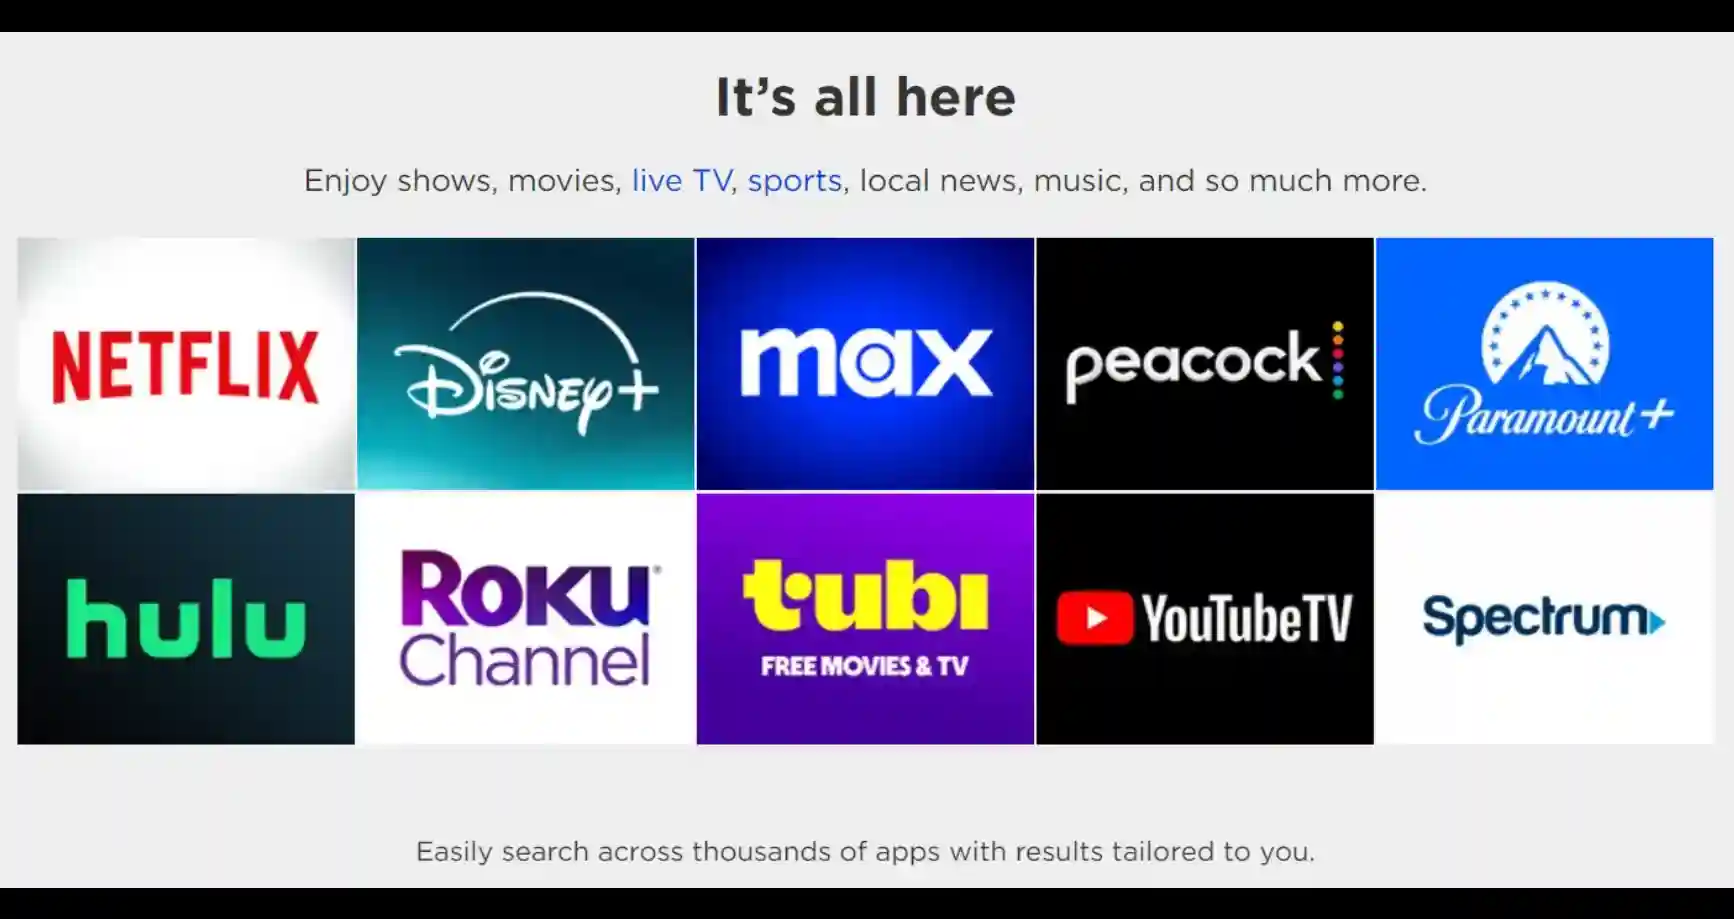 It’s all here
Enjoy shows, movies, live TV, sports, local news, music, and so much more.
NETFLIX
Disney+
max
peacock
Paramount+
hulu
Roku
Channel
tubi
FREE MOVIES & TV
YouTubeTV
Spectrum
Easily search across thousands of apps with results tailored to you.